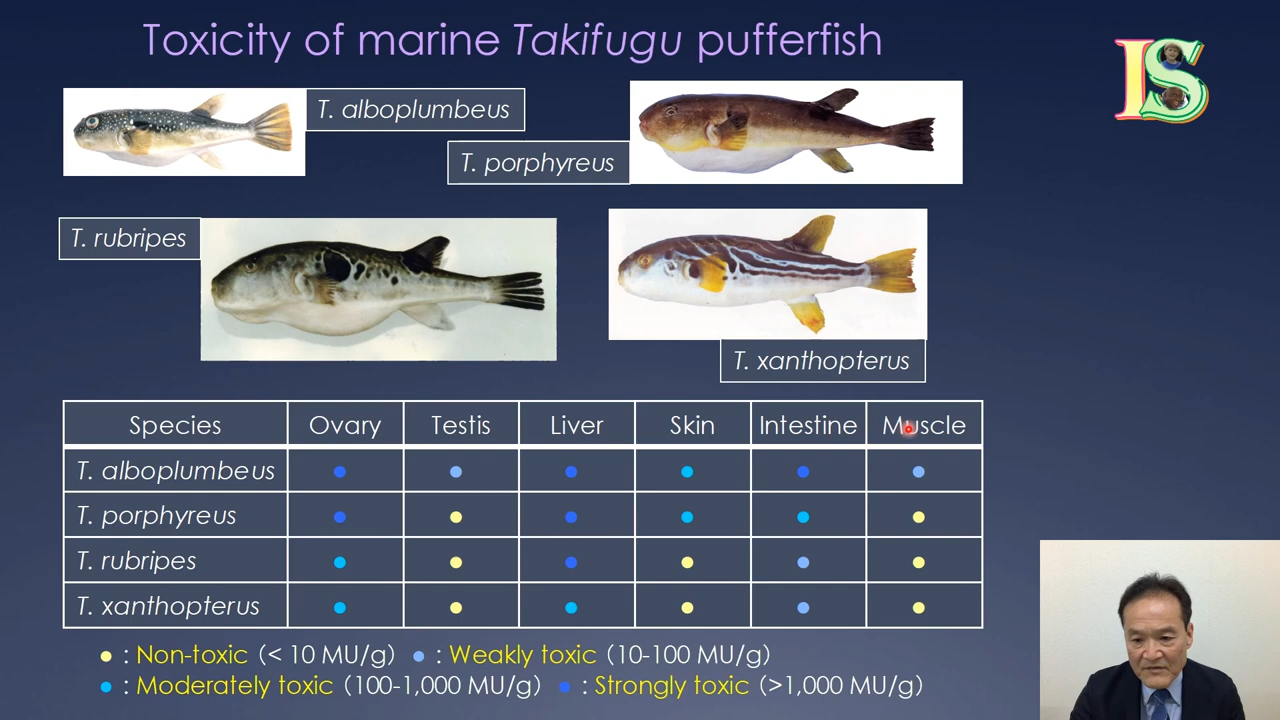 Toxicity of marine Takifugu pufferfish
IS
T. alboplumbeus
T. porphyreus
T. rubripes
T. xanthopterus
Species Ovary Testis Liver Skin Intestine Muscle
T. alboplumbeus
T. porphyreus
T. rubripes
T. xanthopterus
: Non-toxic (< 10 MU/g) : Weakly toxic (10-100 MU/g)
: Moderately toxic (100-1,000 MU/g) : Strongly toxic (>1,000 MU/g)